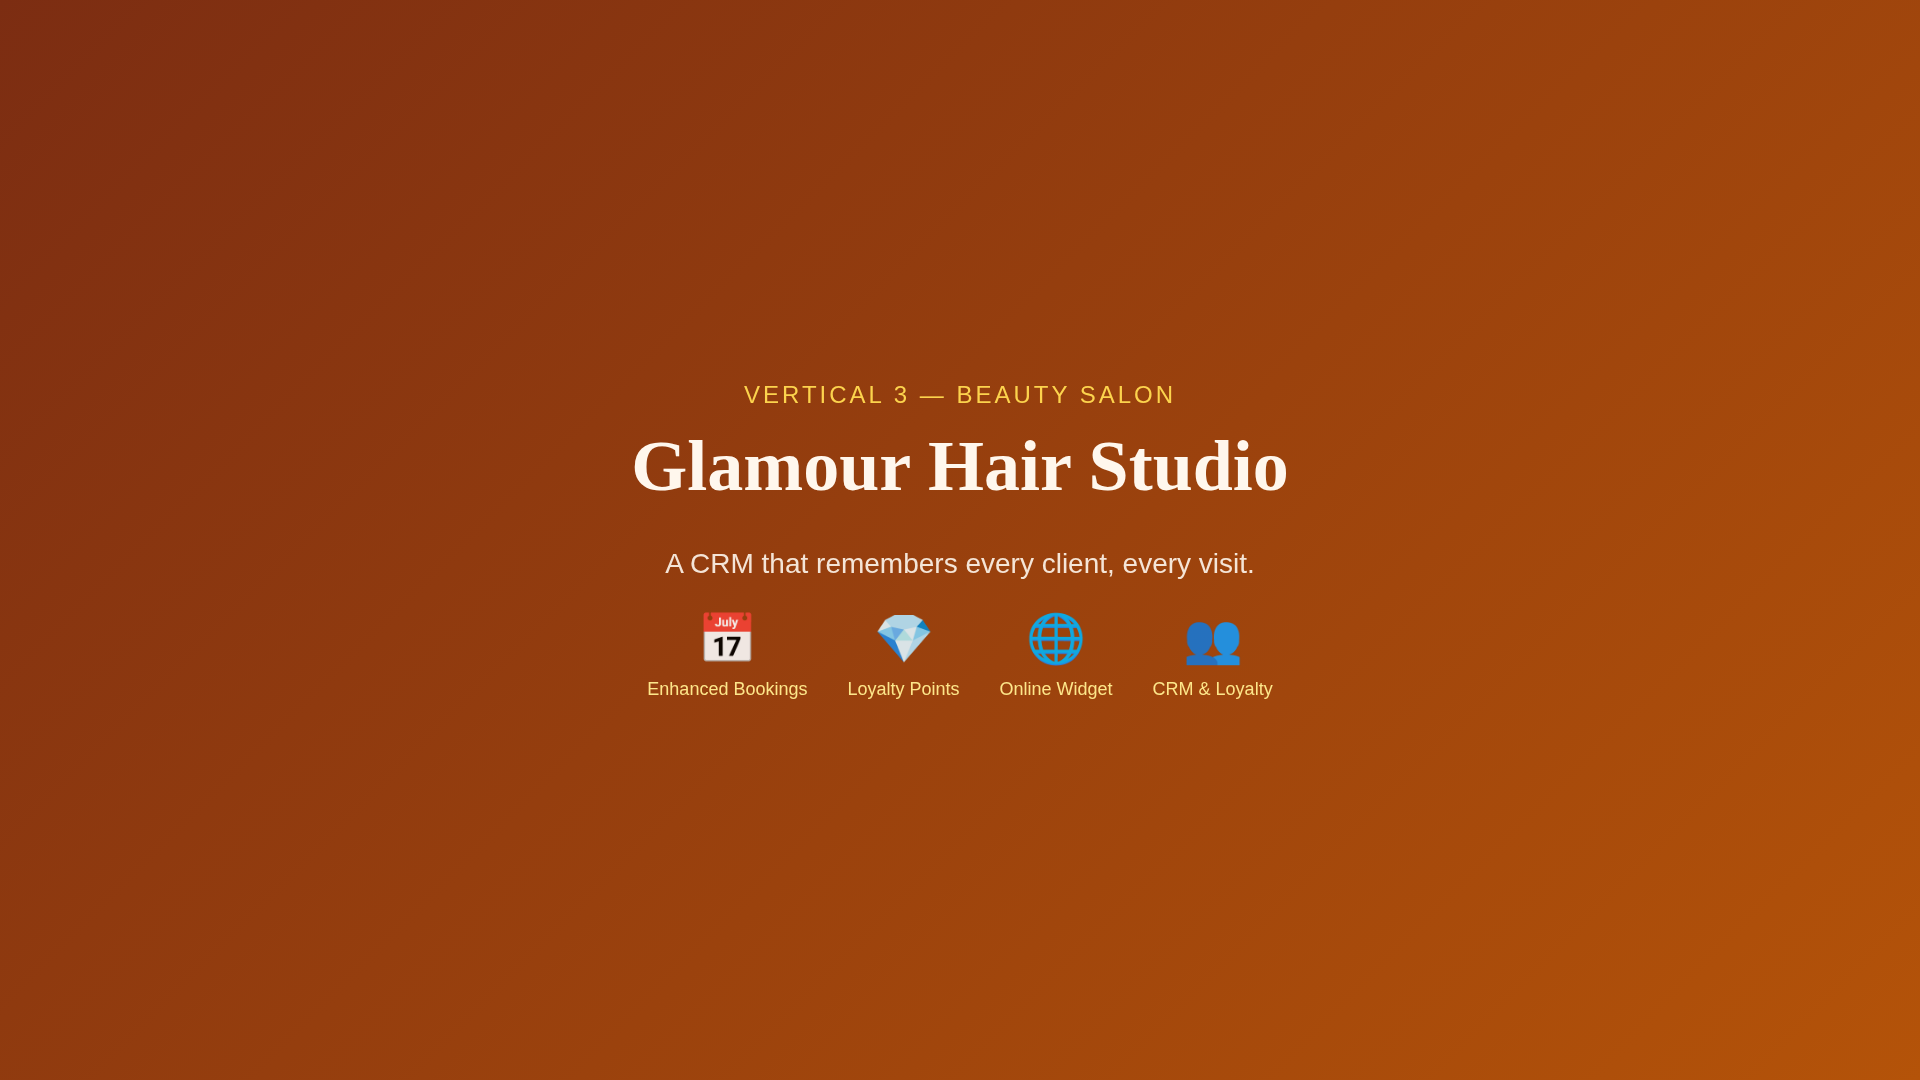 VERTICAL 3 — BEAUTY SALON
Glamour Hair Studio
A CRM that remembers every client, every visit.
July
17
Enhanced Bookings
Loyalty Points
Online Widget
CRM & Loyalty